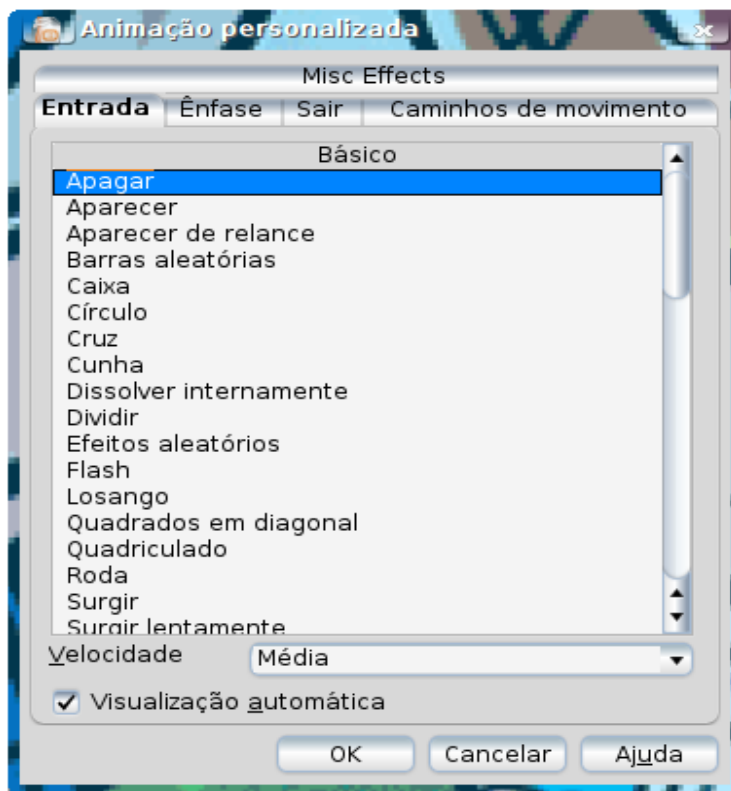 Animação personalizada
Misc Effects
Entrada Ênfase Sair Caminhos de movimento
Básico
Apagar
Aparecer
Aparecer de relance
Barras aleatórias
Caixa
Círculo
Cruz
Cunha
Dissolver internamente
Dividir
Efeitos aleatórios
Flash
Losango
Quadrados em diagonal
Quadriculado
Roda
Surgir
Surgir lentamente
Velocidade Média
Visualização automática
OK Cancelar Ajuda